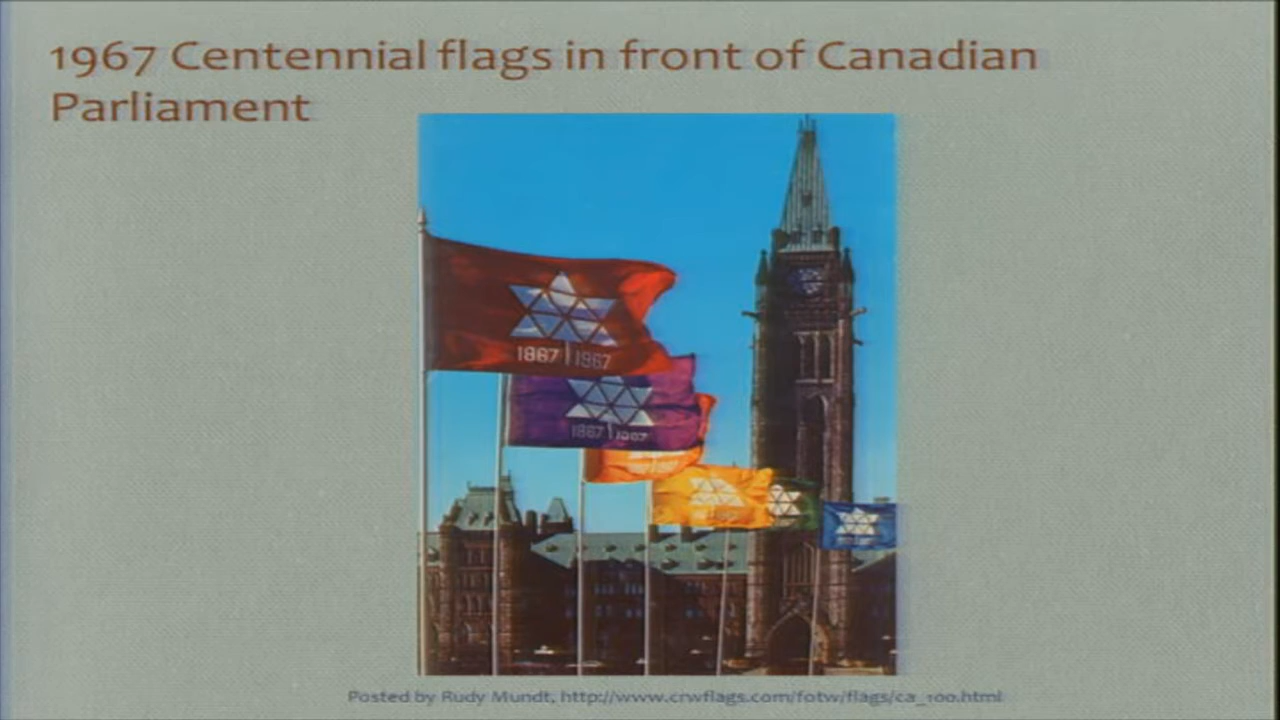 1967 Centennial flags in front of Canadian
Parliament
1867 | 1967
1867 | 1967
Posted by Rudy Mundt, http://www.crwflags.com/fotw/flags/ca_100.html